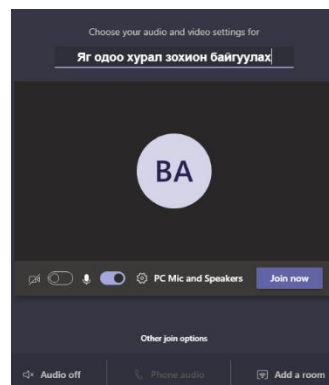 Choose your audio and video settings for
Яг одоо хурал зохион байгуулах
BA
PC Mic and Speakers
Join now
Other join options
Audio off
Phone audio
Add a room